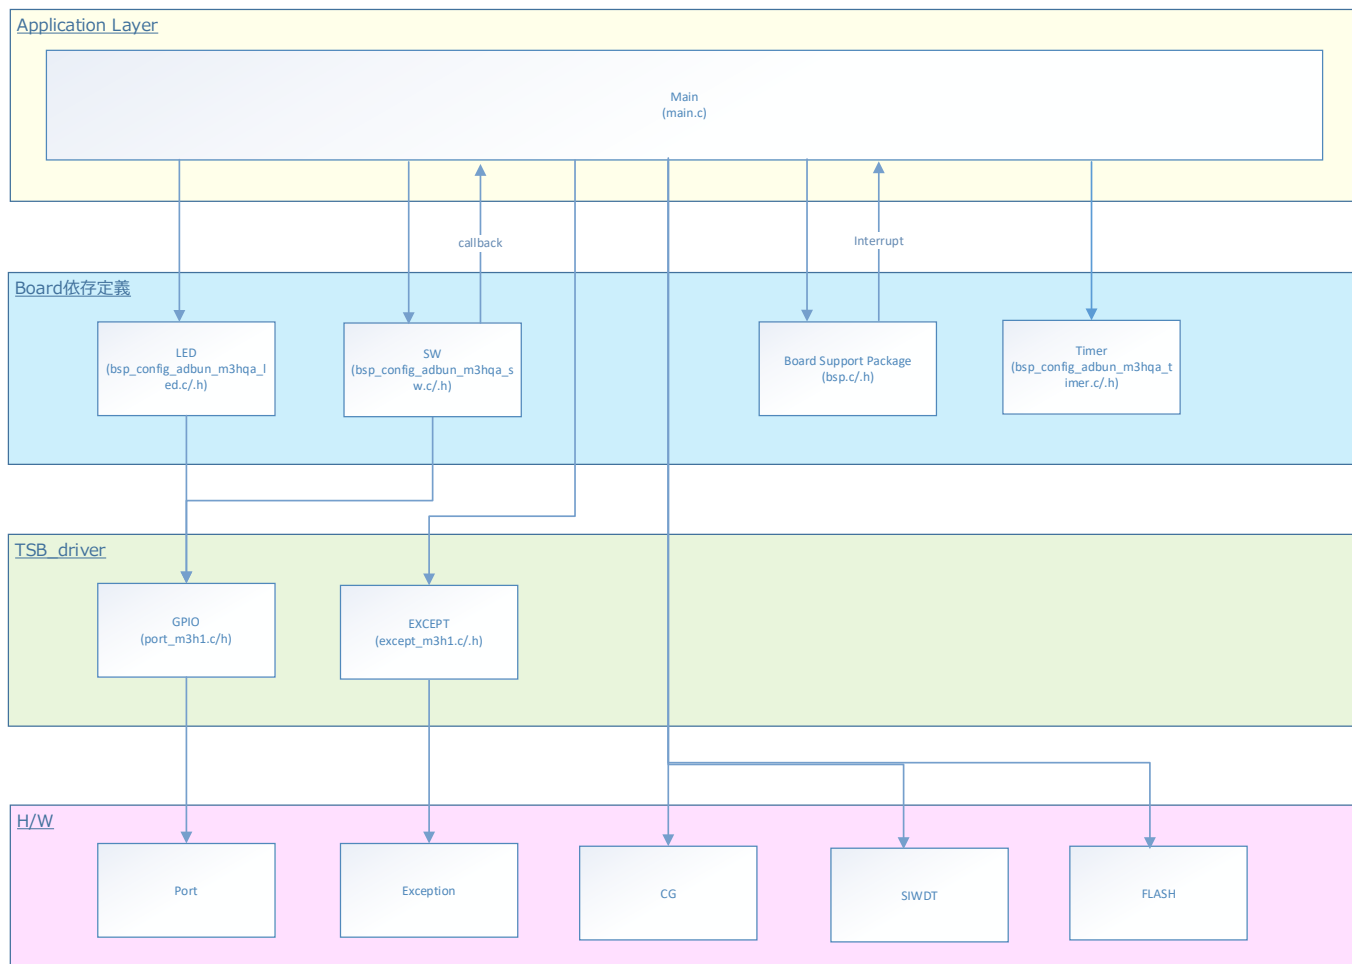 Application Layer
Main
(main.c)
callback
Interrupt
Board依存定義
LED
(bsp_config_adbun_m3hqa_l
ed.c/.h)
SW
(bsp_config_adbun_m3hqa_s
w.c/.h)
Board Support Package
(bsp.c/.h)
Timer
(bsp_config_adbun_m3hqa_t
imer.c/.h)
TSB_driver
GPIO
(port_m3h1.c/h)
EXCEPT
(except_m3h1.c/.h)
H/W
Port
Exception
CG
SIWDT
FLASH